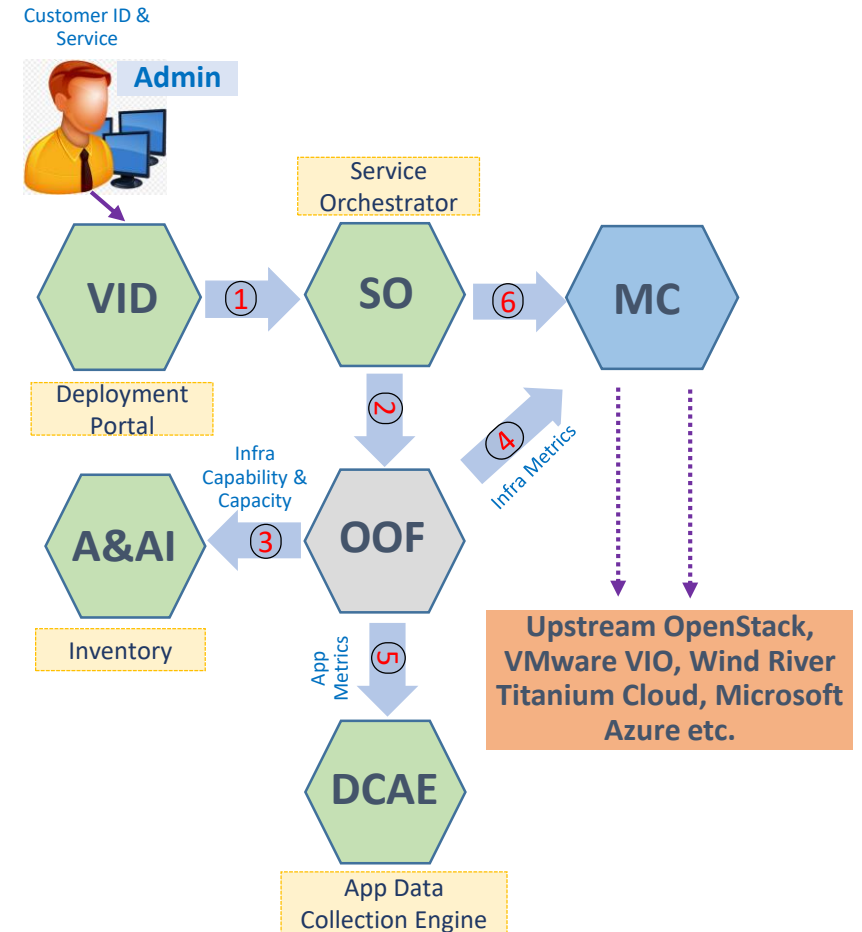 Customer ID &
Service
Admin
Service
Orchestrator
VID
1
SO
6
MC
Deployment
Portal
2
Infra
Capability &
Capacity
4
Infra Metrics
A&AI
3
OOF
Inventory
App
Metrics
5
Upstream OpenStack,
VMware VIO, Wind River
Titanium Cloud, Microsoft
Azure etc.
DCAE
App Data
Collection Engine